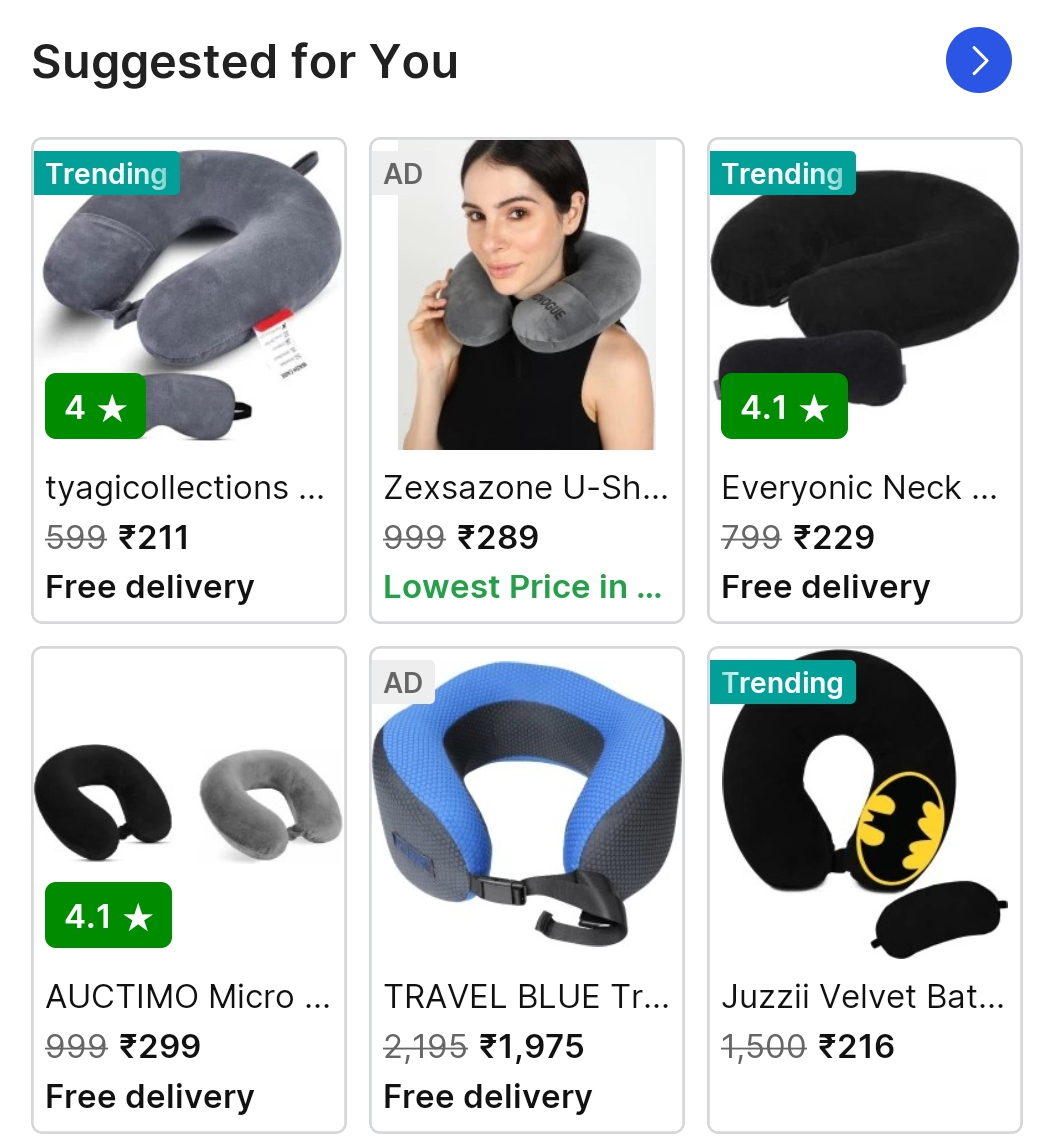 Suggested for You
Trending
4 ★
tyagicollections ...
599 ₹211
Free delivery
AD
Zexsazone U-Sh...
999 ₹289
Lowest Price in ...
Trending
4.1 ★
Everyonic Neck ...
799 ₹229
Free delivery
4.1 ★
AUCTIMO Micro ...
999 ₹299
Free delivery
AD
TRAVEL BLUE Tr...
2,195 ₹1,975
Free delivery
Trending
Juzzii Velvet Bat...
1,500 ₹216